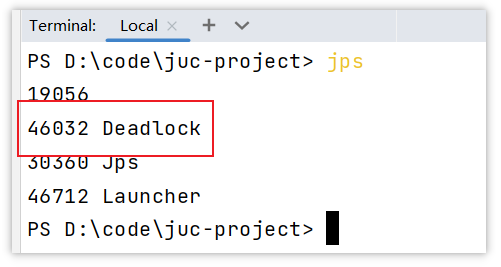 Terminal: Local × + ∨
PS D:\code\juc-project> jps
19056
46032 Deadlock
30360 Jps
46712 Launcher
PS D:\code\juc-project>